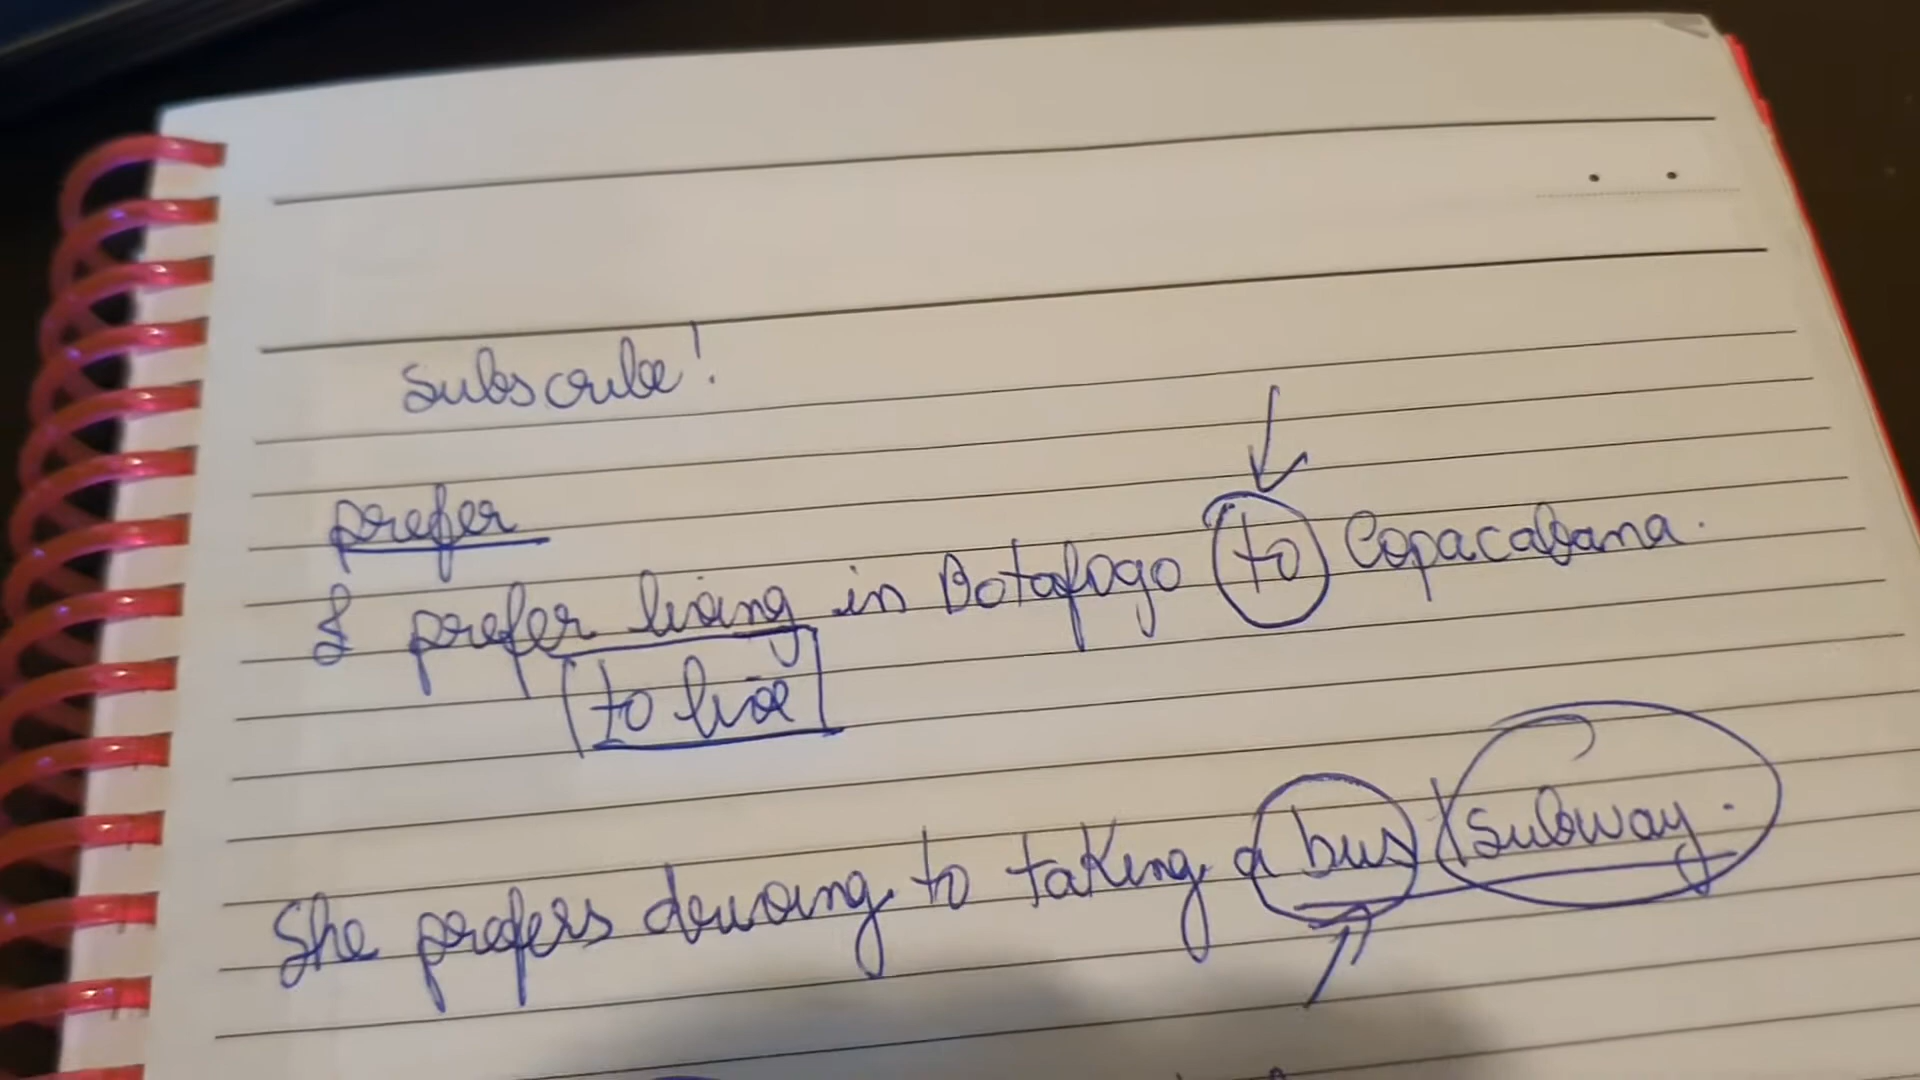 Subscribe!
prefer
I prefer living in Botafogo to Copacabana.
to live
She prefers driving to taking a bus / subway.